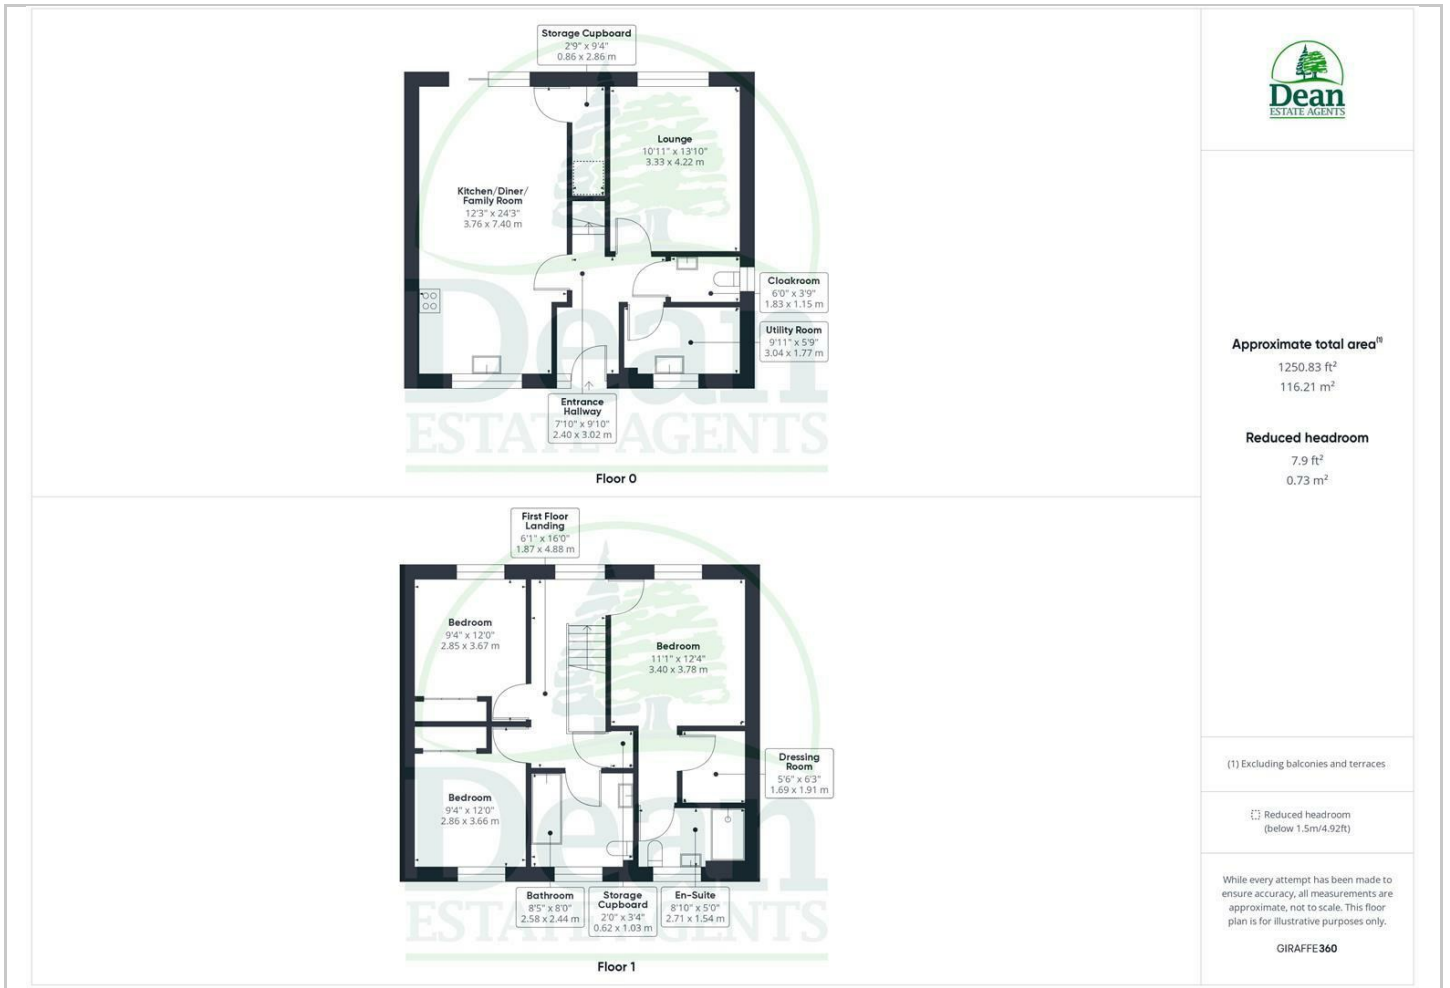 Storage Cupboard
2'9" x 9'4"
0.86 x 2.86 m
Lounge
10'11" x 13'10"
3.33 x 4.22 m
Kitchen/Diner/
Family Room
12'3" x 24'3"
3.76 x 7.40 m
Cloakroom
6'0" x 3'9"
1.83 x 1.15 m
Utility Room
9'11" x 5'9"
3.04 x 1.77 m
Entrance
Hallway
7'10" x 9'10"
2.40 x 3.02 m
Dean
ESTATE AGENTS
Floor 0
First Floor
Landing
6'1" x 16'0"
1.87 x 4.88 m
Bedroom
9'4" x 12'0"
2.85 x 3.67 m
Bedroom
11'1" x 12'4"
3.40 x 3.78 m
Dressing
Room
5'6" x 6'3"
1.69 x 1.91 m
Bedroom
9'4" x 12'0"
2.86 x 3.66 m
Bathroom
8'5" x 8'0"
2.58 x 2.44 m
Storage
Cupboard
2'0" x 3'4"
0.62 x 1.03 m
En-Suite
8'10" x 5'0"
2.71 x 1.54 m
Dean
ESTATE AGENTS
Floor 1
Dean
ESTATE AGENTS
Approximate total area(1)
1250.83 ft²
116.21 m²
Reduced headroom
7.9 ft²
0.73 m²
(1) Excluding balconies and terraces
Reduced headroom
(below 1.5m/4.92ft)
While every attempt has been made to
ensure accuracy, all measurements are
approximate, not to scale. This floor
plan is for illustrative purposes only.
GIRAFFE360